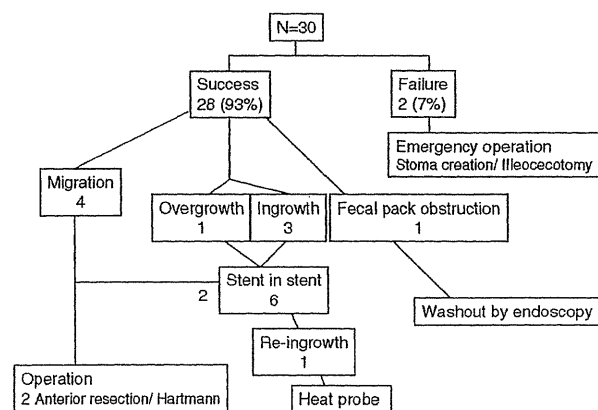 N=30
Success
28 (93%)
Failure
2 (7%)
Emergency operation
Stoma creation/ Illeocecotomy
Migration
4
Overgrowth
1
Ingrowth
3
Fecal pack obstruction
1
2
Stent in stent
6
Washout by endoscopy
Re-ingrowth
1
Operation
2 Anterior resection/ Hartmann
Heat probe